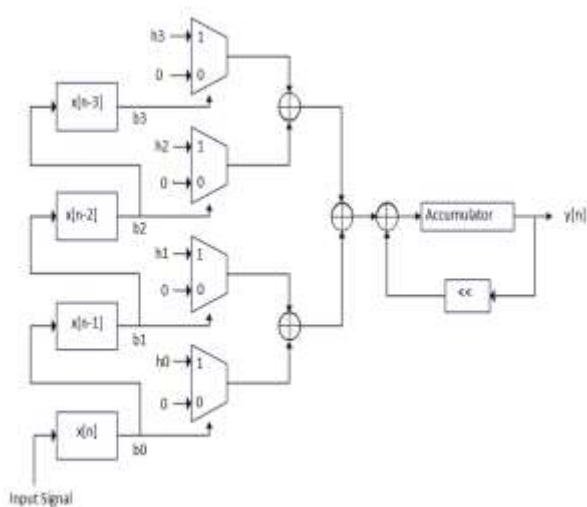 h3
1
0
0
x[n-3]
b3
h2
1
0
0
x[n-2]
b2
Accumulator
y[n]
h1
1
0
0
<<
x[n-1]
b1
h0
1
0
0
x[n]
b0
Input Signal